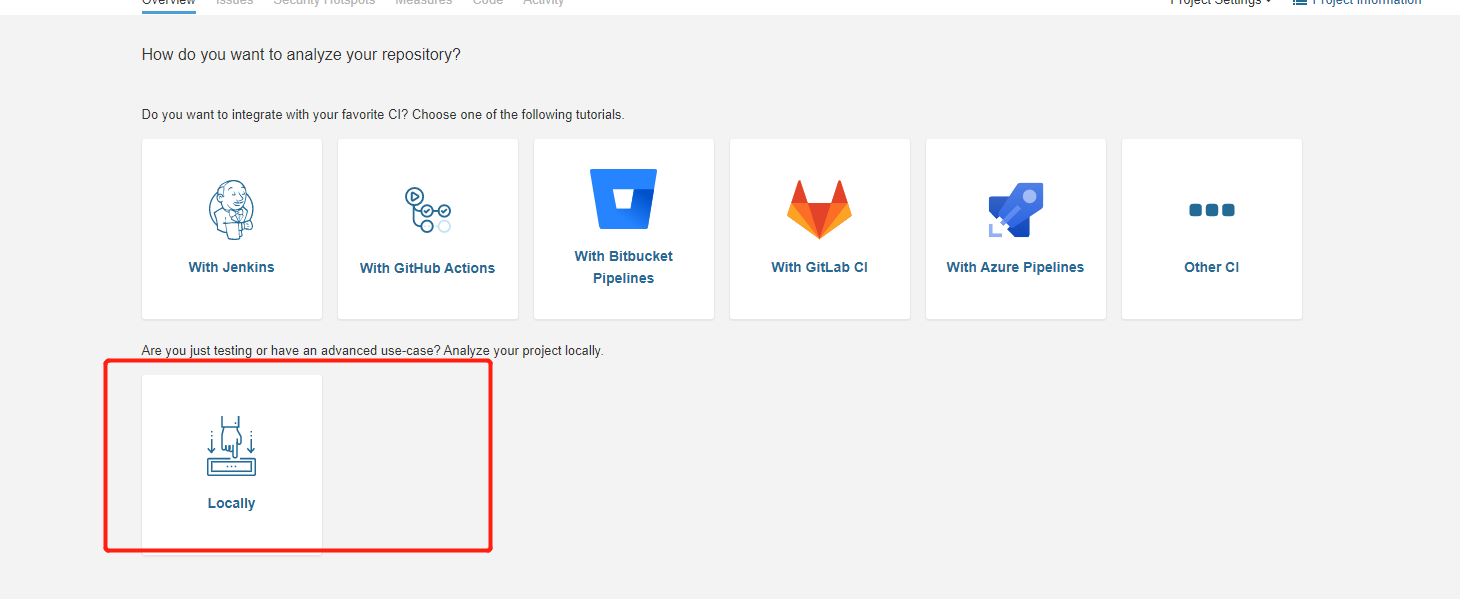 Overview Issues Security Hotspots Measures Code Activity Project Settings Project Information
How do you want to analyze your repository?
Do you want to integrate with your favorite CI? Choose one of the following tutorials.
With Jenkins
With GitHub Actions
With Bitbucket
Pipelines
With GitLab CI
With Azure Pipelines
Other CI
Are you just testing or have an advanced use-case? Analyze your project locally.
Locally